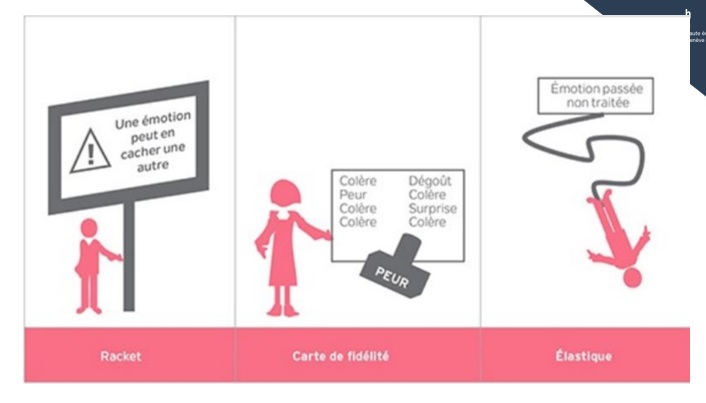 Une émotion
peut en
cacher une
autre
!
Racket
Colère Dégoût
Peur Colère
Colère Surprise
Colère Colère
PEUR
Carte de fidélité
Émotion passée
non traitée
Élastique